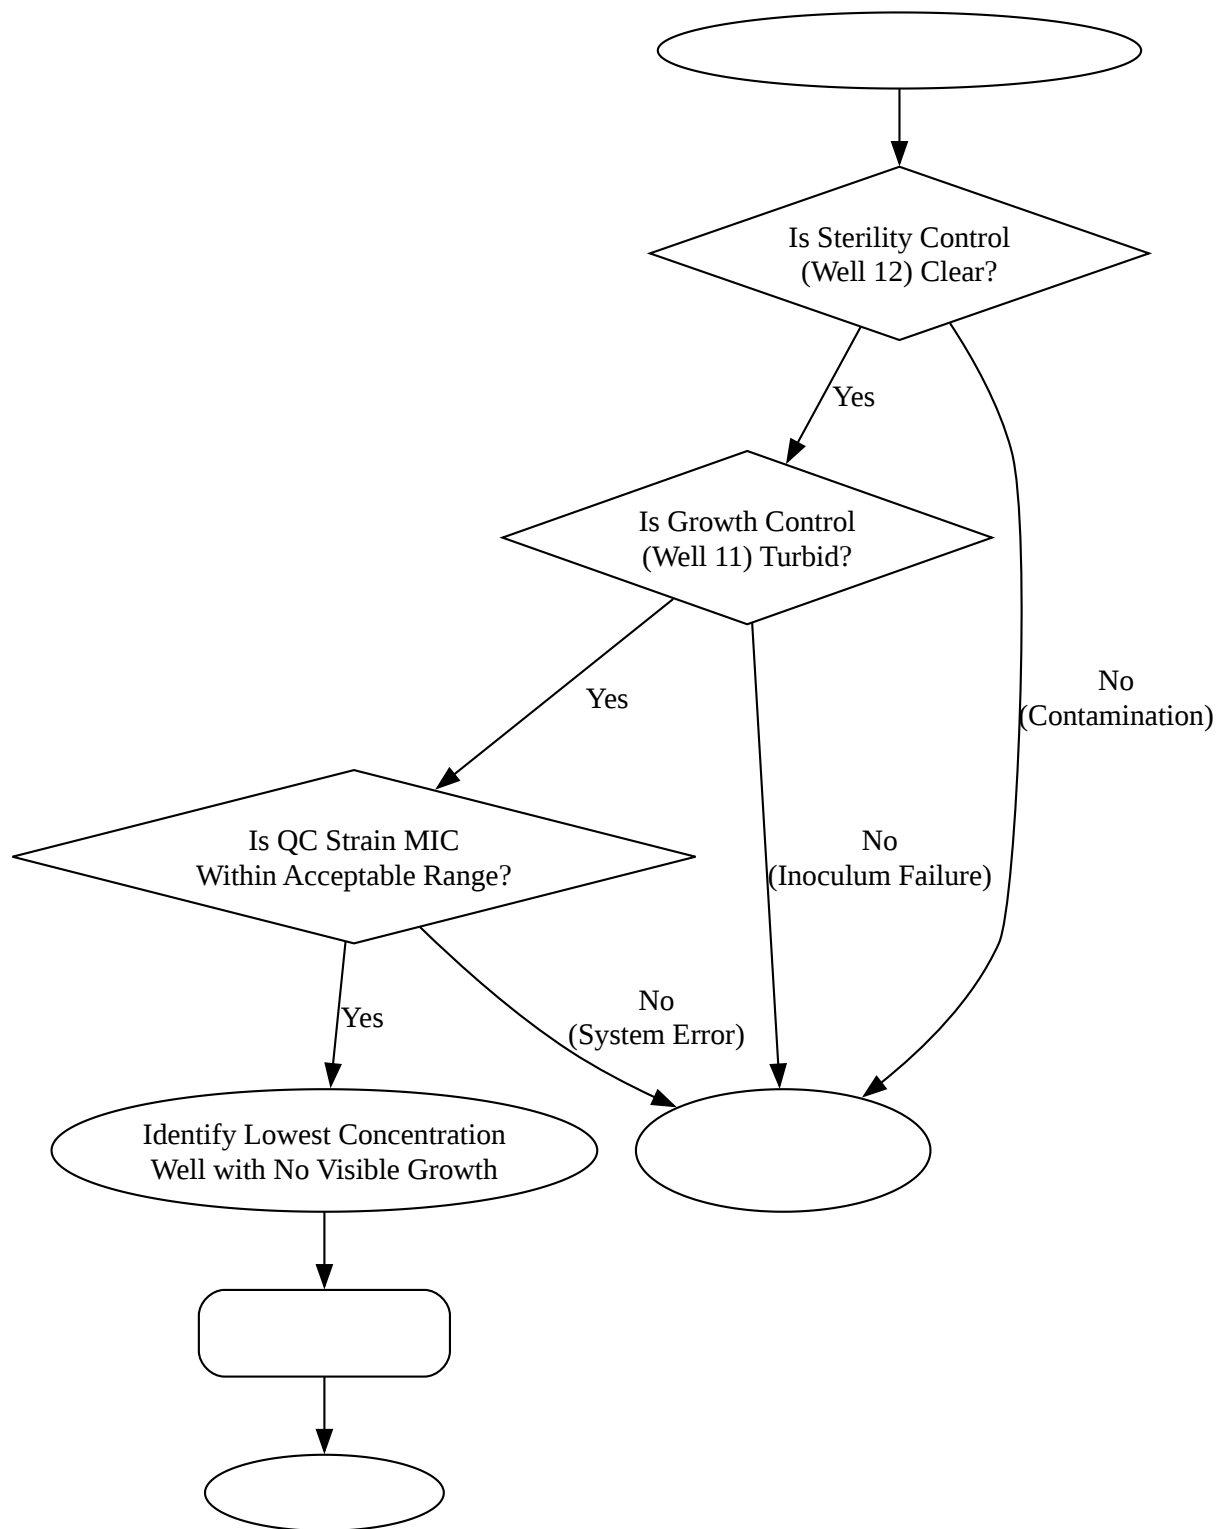 Is Sterility Control
(Well 12) Clear?
Yes
Is Growth Control
(Well 11) Turbid?
Yes
No
(Contamination)
Is QC Strain MIC
Within Acceptable Range?
No
(Inoculum Failure)
Yes
No
(System Error)
Identify Lowest Concentration
Well with No Visible Growth